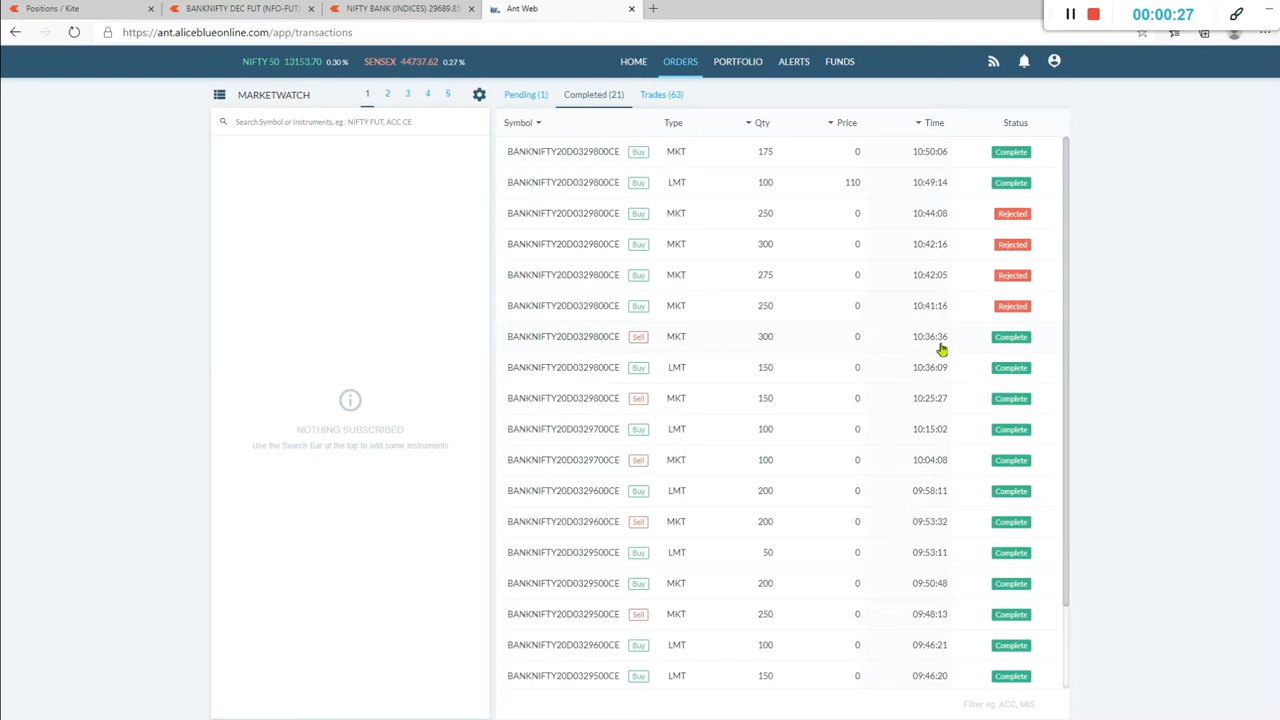 Positions / Kite
BANKNIFTY DEC FUT (NFO-FUT)
NIFTY BANK (INDICES) 29689.85
Ant Web
00:00:27
https://ant.aliceblueonline.com/app/transactions
NIFTY 50 13153.70 0.30 % SENSEX 44737.62 0.27 %
HOME ORDERS PORTFOLIO ALERTS FUNDS
MARKETWATCH 1 2 3 4 5
Pending (1) Completed (21) Trades (63)
Search Symbol or Instruments, eg : NIFTY FUT, ACC CE
Symbol Type Qty Price Time Status
BANKNIFTY20D0329800CE Buy MKT 175 0 10:50:06 Complete
BANKNIFTY20D0329800CE Buy LMT 100 110 10:49:14 Complete
BANKNIFTY20D0329800CE Buy MKT 250 0 10:44:08 Rejected
BANKNIFTY20D0329800CE Buy MKT 300 0 10:42:16 Rejected
BANKNIFTY20D0329800CE Buy MKT 275 0 10:42:05 Rejected
BANKNIFTY20D0329800CE Buy MKT 250 0 10:41:16 Rejected
BANKNIFTY20D0329800CE Sell MKT 300 0 10:36:36 Complete
BANKNIFTY20D0329800CE Buy LMT 150 0 10:36:09 Complete
BANKNIFTY20D0329800CE Sell MKT 150 0 10:25:27 Complete
BANKNIFTY20D0329700CE Buy LMT 100 0 10:15:02 Complete
BANKNIFTY20D0329700CE Sell MKT 100 0 10:04:08 Complete
BANKNIFTY20D0329600CE Buy LMT 200 0 09:58:11 Complete
BANKNIFTY20D0329600CE Sell MKT 200 0 09:53:32 Complete
BANKNIFTY20D0329500CE Buy LMT 50 0 09:53:11 Complete
BANKNIFTY20D0329500CE Buy MKT 200 0 09:50:48 Complete
BANKNIFTY20D0329500CE Sell MKT 250 0 09:48:13 Complete
BANKNIFTY20D0329600CE Buy LMT 100 0 09:46:21 Complete
BANKNIFTY20D0329500CE Buy LMT 150 0 09:46:20 Complete
NOTHING SUBSCRIBED
Use the Search Bar at the top to add some instruments
Filter eg: ACC, MIS